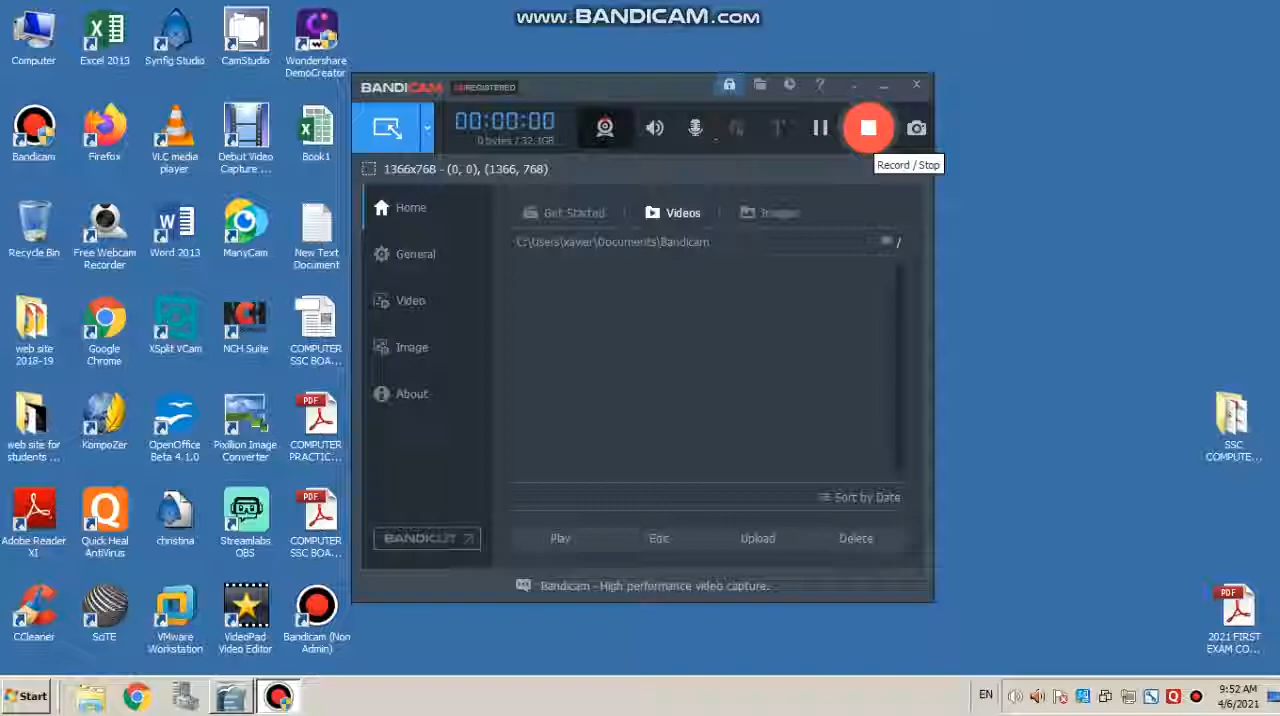 www.BANDICAM.com
Computer
Excel 2013
Synfig Studio
CamStudio
Wondershare
DemoCreator
BANDICAM UNREGISTERED
00:00:00
0 bytes / 32.1GB
Record / Stop
1366x768 - (0, 0), (1366, 768)
Bandicam
Firefox
VLC media
player
Debut Video
Capture ...
Book1
Home
Get Started
Videos
Images
C:\Users\xavier\Documents\Bandicam
Recycle Bin
Free Webcam
Recorder
Word 2013
ManyCam
New Text
Document
General
Video
Image
About
web site
2018-19
Google
Chrome
XSplit VCam
NCH
NCH Suite
COMPUTER
SSC BOA...
web site for
students ...
KompoZer
OpenOffice
Beta 4.1.0
Pixillion Image
Converter
PDF
COMPUTER
PRACTIC...
SSC
COMPUTE...
Sort by Date
Adobe Reader
XI
Quick Heal
AntiVirus
christina
Streamlabs
OBS
PDF
COMPUTER
SSC BOA...
BANDICUT
Play
Edit
Upload
Delete
Bandicam - High performance video capture.
CCleaner
SciTE
VMware
Workstation
VideoPad
Video Editor
Bandicam (Non
Admin)
PDF
2021 FIRST
EXAM CO...
Start
EN
9:52 AM
4/6/2021